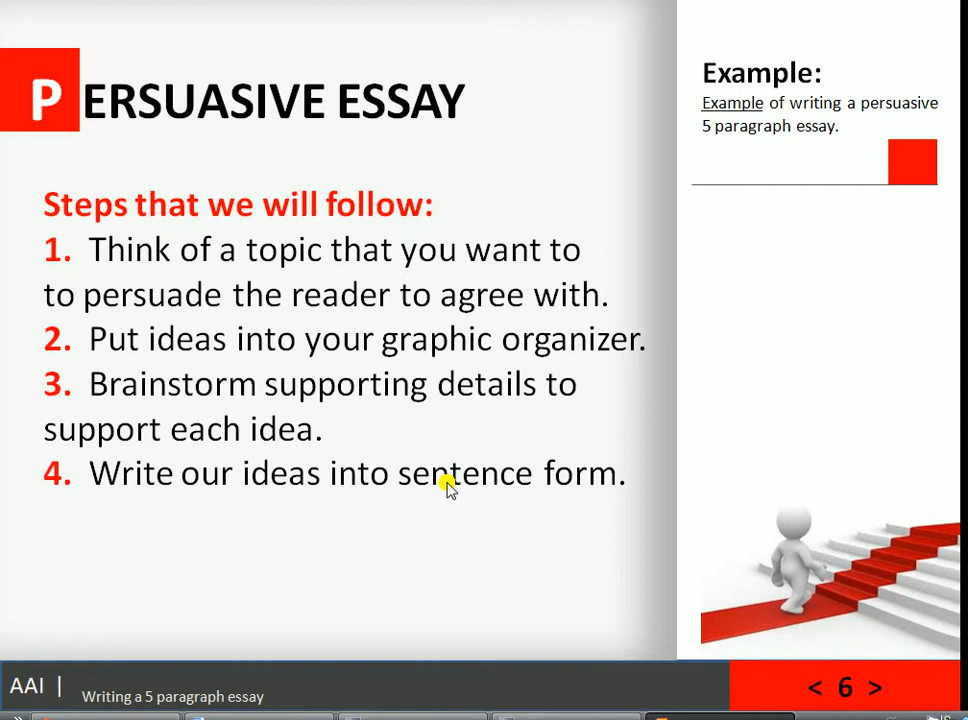 PERSUASIVE ESSAY
Steps that we will follow:
1. Think of a topic that you want to
to persuade the reader to agree with.
2. Put ideas into your graphic organizer.
3. Brainstorm supporting details to
support each idea.
4. Write our ideas into sentence form.
Example:
Example of writing a persuasive
5 paragraph essay.
AAI |
Writing a 5 paragraph essay
< 6 >